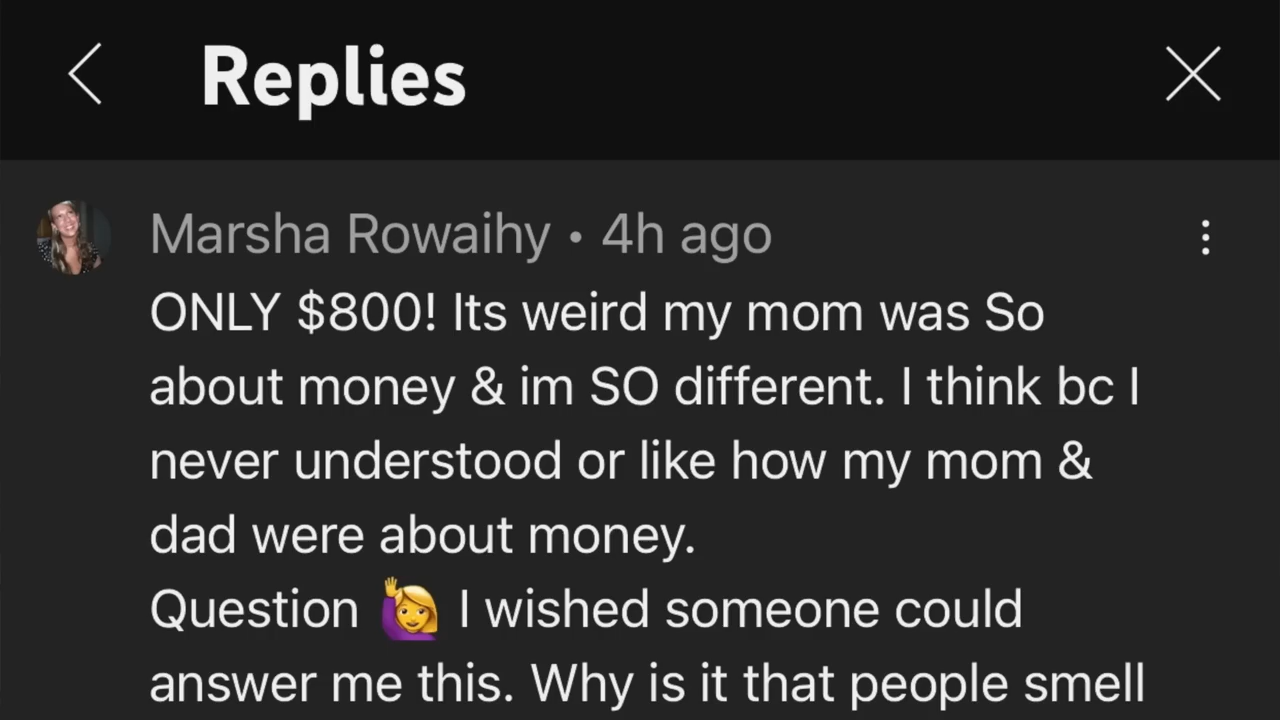 Replies
Marsha Rowaihy • 4h ago
ONLY $800! Its weird my mom was So
about money & im SO different. I think bc I
never understood or like how my mom &
dad were about money.
Question 🙋‍♀️ I wished someone could
answer me this. Why is it that people smell